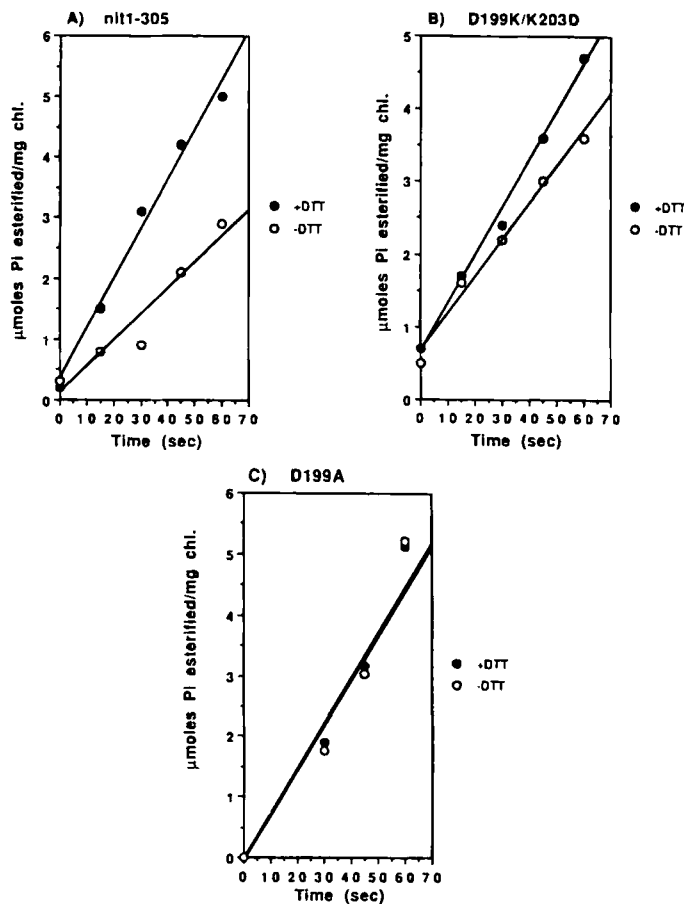 A) nit1-305
μmoles Pi esterified/mg chl.
6
5
4
3
2
1
0
0 10 20 30 40 50 60 70
Time (sec)
+DTT
-DTT
B) D199K/K203D
μmoles Pi esterified/mg chl.
5
4
3
2
1
0
0 10 20 30 40 50 60 70
Time (sec)
+DTT
-DTT
C) D199A
μmoles Pi esterified/mg chl.
6
5
4
3
2
1
0
0 10 20 30 40 50 60 70
Time (sec)
+DTT
-DTT